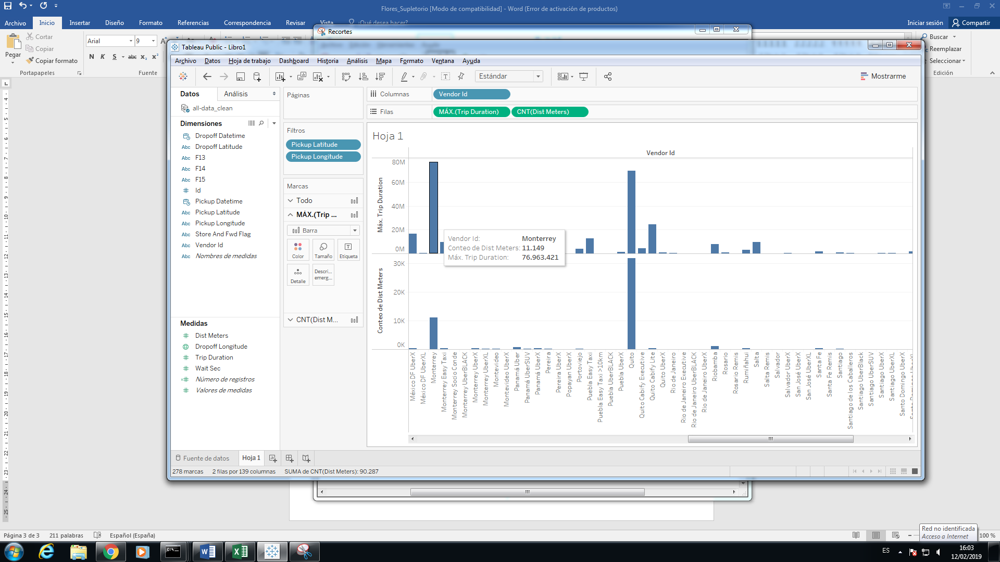 Flores_Supletorio [Modo de compatibilidad] - Word (Error de activación de productos)
Archivo Inicio Insertar Diseño Formato Referencias Correspondencia Revisar Vista ¿Qué desea hacer? Iniciar sesión Compartir
Pegar
Cortar
Copiar
Copiar formato
Portapapeles
Arial 9
N K S abc x₂ x²
Fuente
Buscar
Reemplazar
Seleccionar
Edición
Recortes
Tableau Public - Libro1
Archivo Datos Hoja de trabajo Dashboard Historia Análisis Mapa Formato Ventana Ayuda
Estándar
Mostrarme
Datos Análisis
all-data_clean
Dimensiones
Dropoff Datetime
Abc Dropoff Latitude
Abc F13
Abc F14
Abc F15
Id
Pickup Datetime
Abc Pickup Latitude
Abc Pickup Longitude
Abc Store And Fwd Flag
Abc Vendor Id
Abc Nombres de medidas
Medidas
Dist Meters
Dropoff Longitude
Trip Duration
Wait Sec
Número de registros
Valores de medidas
Páginas
Filtros
Pickup Latitude
Pickup Longitude
Marcas
Todo
MÁX.(Trip ...
Barra
Color Tamaño Etiqueta
Detalle Descri... emerg...
CNT(Dist M...
Columnas Vendor Id
Filas MÁX.(Trip Duration) CNT(Dist Meters)
Hoja 1
Vendor Id
Máx. Trip Duration
80M
60M
40M
20M
0M
Vendor Id: Monterrey
Conteo de Dist Meters: 11.149
Máx. Trip Duration: 76.963.421
Conteo de Dist Meters
30K
20K
10K
0K
México DF UberX
México DF UberXL
Monterrey
Monterrey Easy Taxi
Monterrey Socio Conde
Monterrey UberBLACK
Monterrey UberX
Monterrey UberXL
Montevideo
Montevideo UberX
Panamá Uber
Panamá UberSUV
Panamá UberX
Pereira
Pereira UberX
Popayan UberX
Portoviejo
Puebla Easy Taxi
Puebla Easy Taxi >10km
Puebla UberBLACK
Puebla UberX
Quito
Quito Cabify Executive
Quito Cabify Lite
Quito UberX
Rio de Janeiro
Rio de Janeiro Executive
Rio de Janeiro UberBLACK
Rio de Janeiro UberX
Riobamba
Rosario
Rosario Remis
Rumiñahui
Salta
Salta Remis
Salvador
Salvador UberX
San José UberX
San José UberXL
Santa Fe
Santa Fe Remis
Santiago
Santiago de los Caballeros
Santiago UberBlack
Santiago UberSUV
Santiago UberX
Santiago UberXL
Santo Domingo UberX
Fuente de datos Hoja 1
278 marcas 2 filas por 139 columnas SUMA de CNT(Dist Meters): 90.287
Red no identificada
Acceso a Internet
Página 3 de 3 211 palabras Español (España) 100 %
ES
16:03
12/02/2019